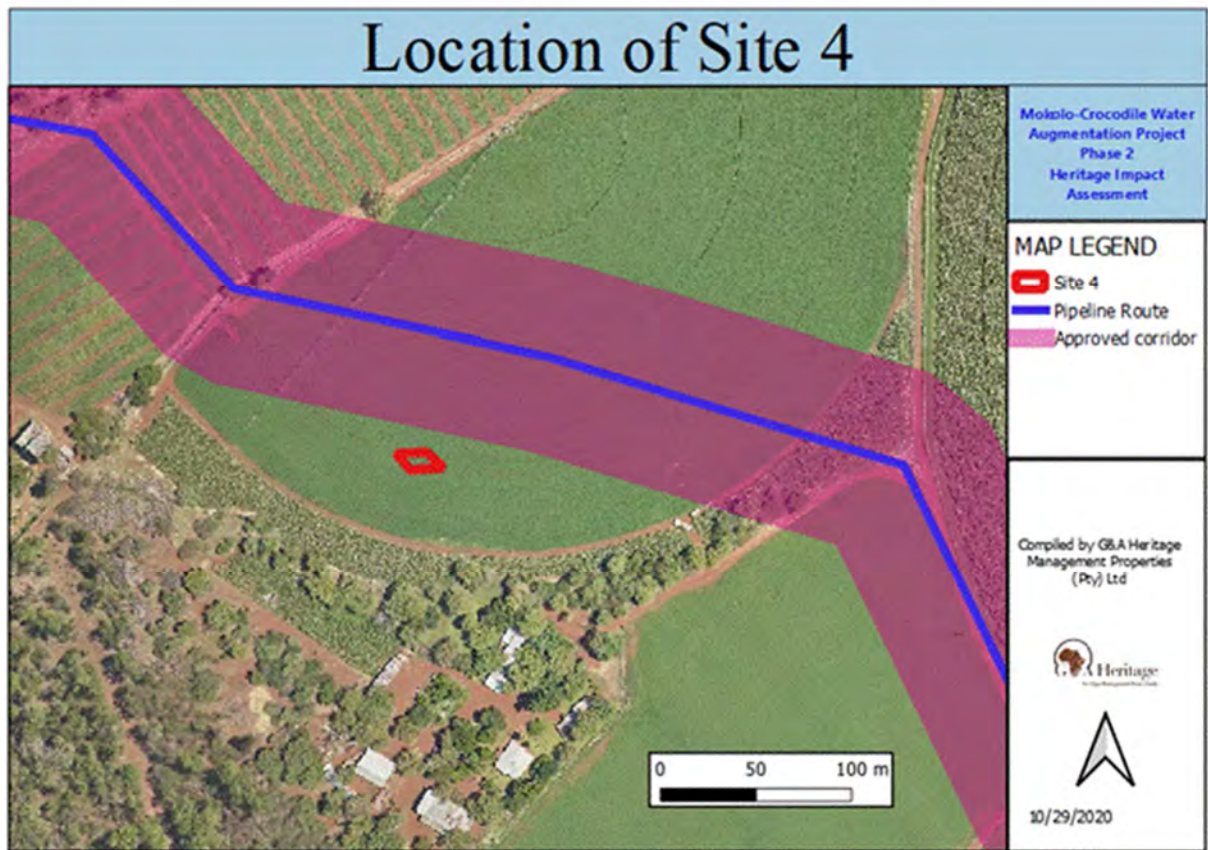 Location of Site 4
Mokolo-Crocodile Water
Augmentation Project
Phase 2
Heritage Impact
Assessment
MAP LEGEND
Site 4
Pipeline Route
Approved corridor
0 50 100 m
Compiled by G&A Heritage
Management Properties
(Pty) Ltd
G&A Heritage
10/29/2020